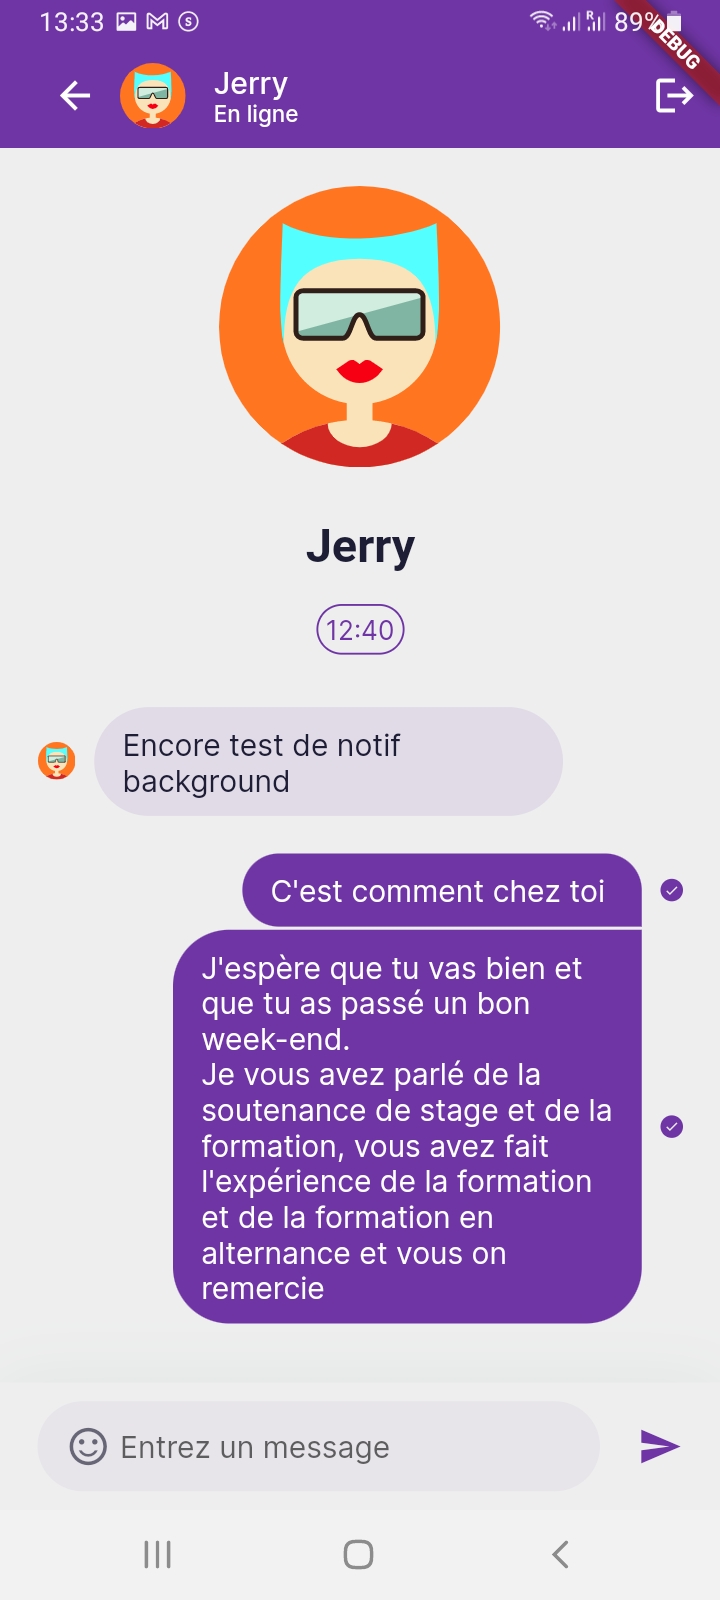 13:33 89%
DEBUG
Jerry
En ligne
Jerry
12:40
Encore test de notif
background
C'est comment chez toi
J'espère que tu vas bien et
que tu as passé un bon
week-end.
Je vous avez parlé de la
soutenance de stage et de la
formation, vous avez fait
l'expérience de la formation
et de la formation en
alternance et vous on
remercie
Entrez un message